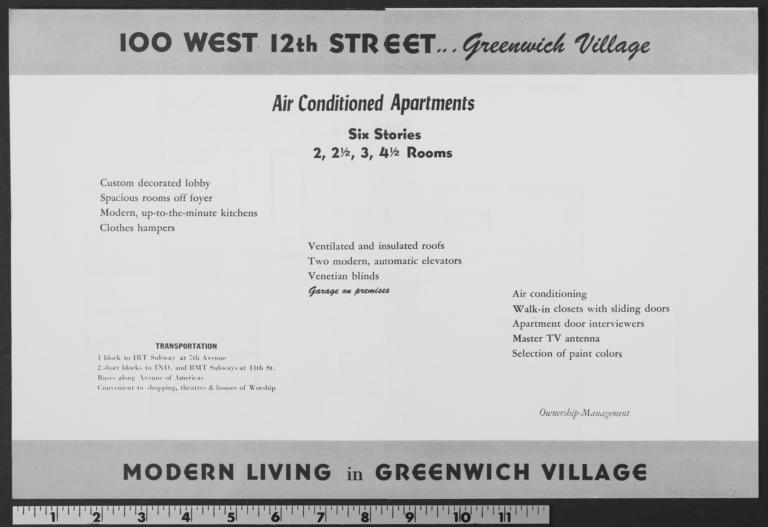 100 WEST 12th STREET... Greenwich Village
Air Conditioned Apartments
Six Stories
2, 2½, 3, 4½ Rooms
Custom decorated lobby
Spacious rooms off foyer
Modern, up-to-the-minute kitchens
Clothes hampers
Ventilated and insulated roofs
Two modern, automatic elevators
Venetian blinds
Garage on premises
Air conditioning
Walk-in closets with sliding doors
Apartment door interviewers
Master TV antenna
Selection of paint colors
TRANSPORTATION
1 block to IRT Subway at 7th Avenue
2 short blocks to IND. and BMT Subways at 14th St.
Buses along Avenue of Americas
Convenient to shopping, theatres & houses of Worship
Ownership-Management
MODERN LIVING in GREENWICH VILLAGE
1 2 3 4 5 6 7 8 9 10 11